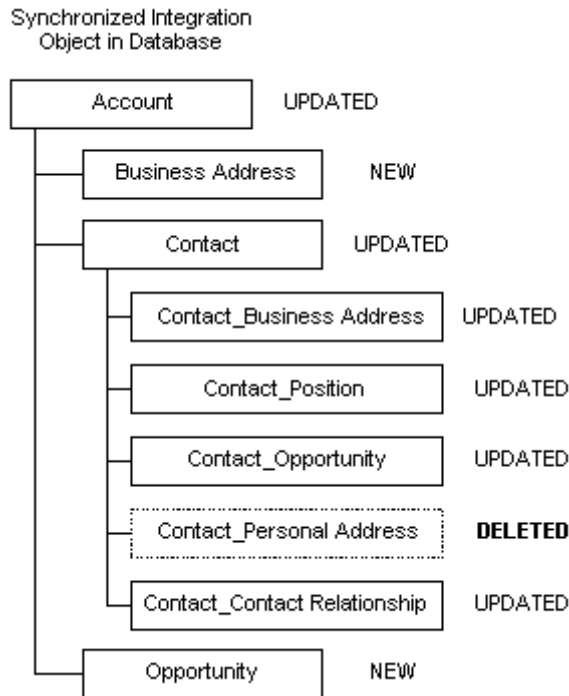 Synchronized Integration
Object in Database
Account UPDATED
Business Address NEW
Contact UPDATED
Contact_Business Address UPDATED
Contact_Position UPDATED
Contact_Opportunity UPDATED
Contact_Personal Address DELETED
Contact_Contact Relationship UPDATED
Opportunity NEW